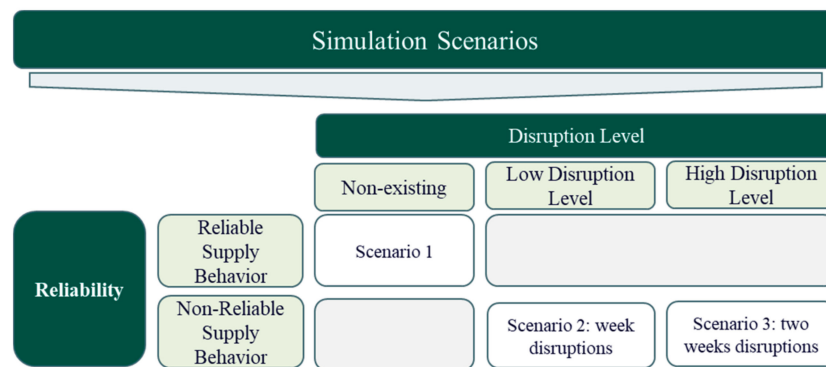 Simulation Scenarios
Disruption Level
Non-existing
Low Disruption
Level
High Disruption
Level
Reliability
Reliable
Supply
Behavior
Scenario 1
Non-Reliable
Supply
Behavior
Scenario 2: week
disruptions
Scenario 3: two
weeks disruptions